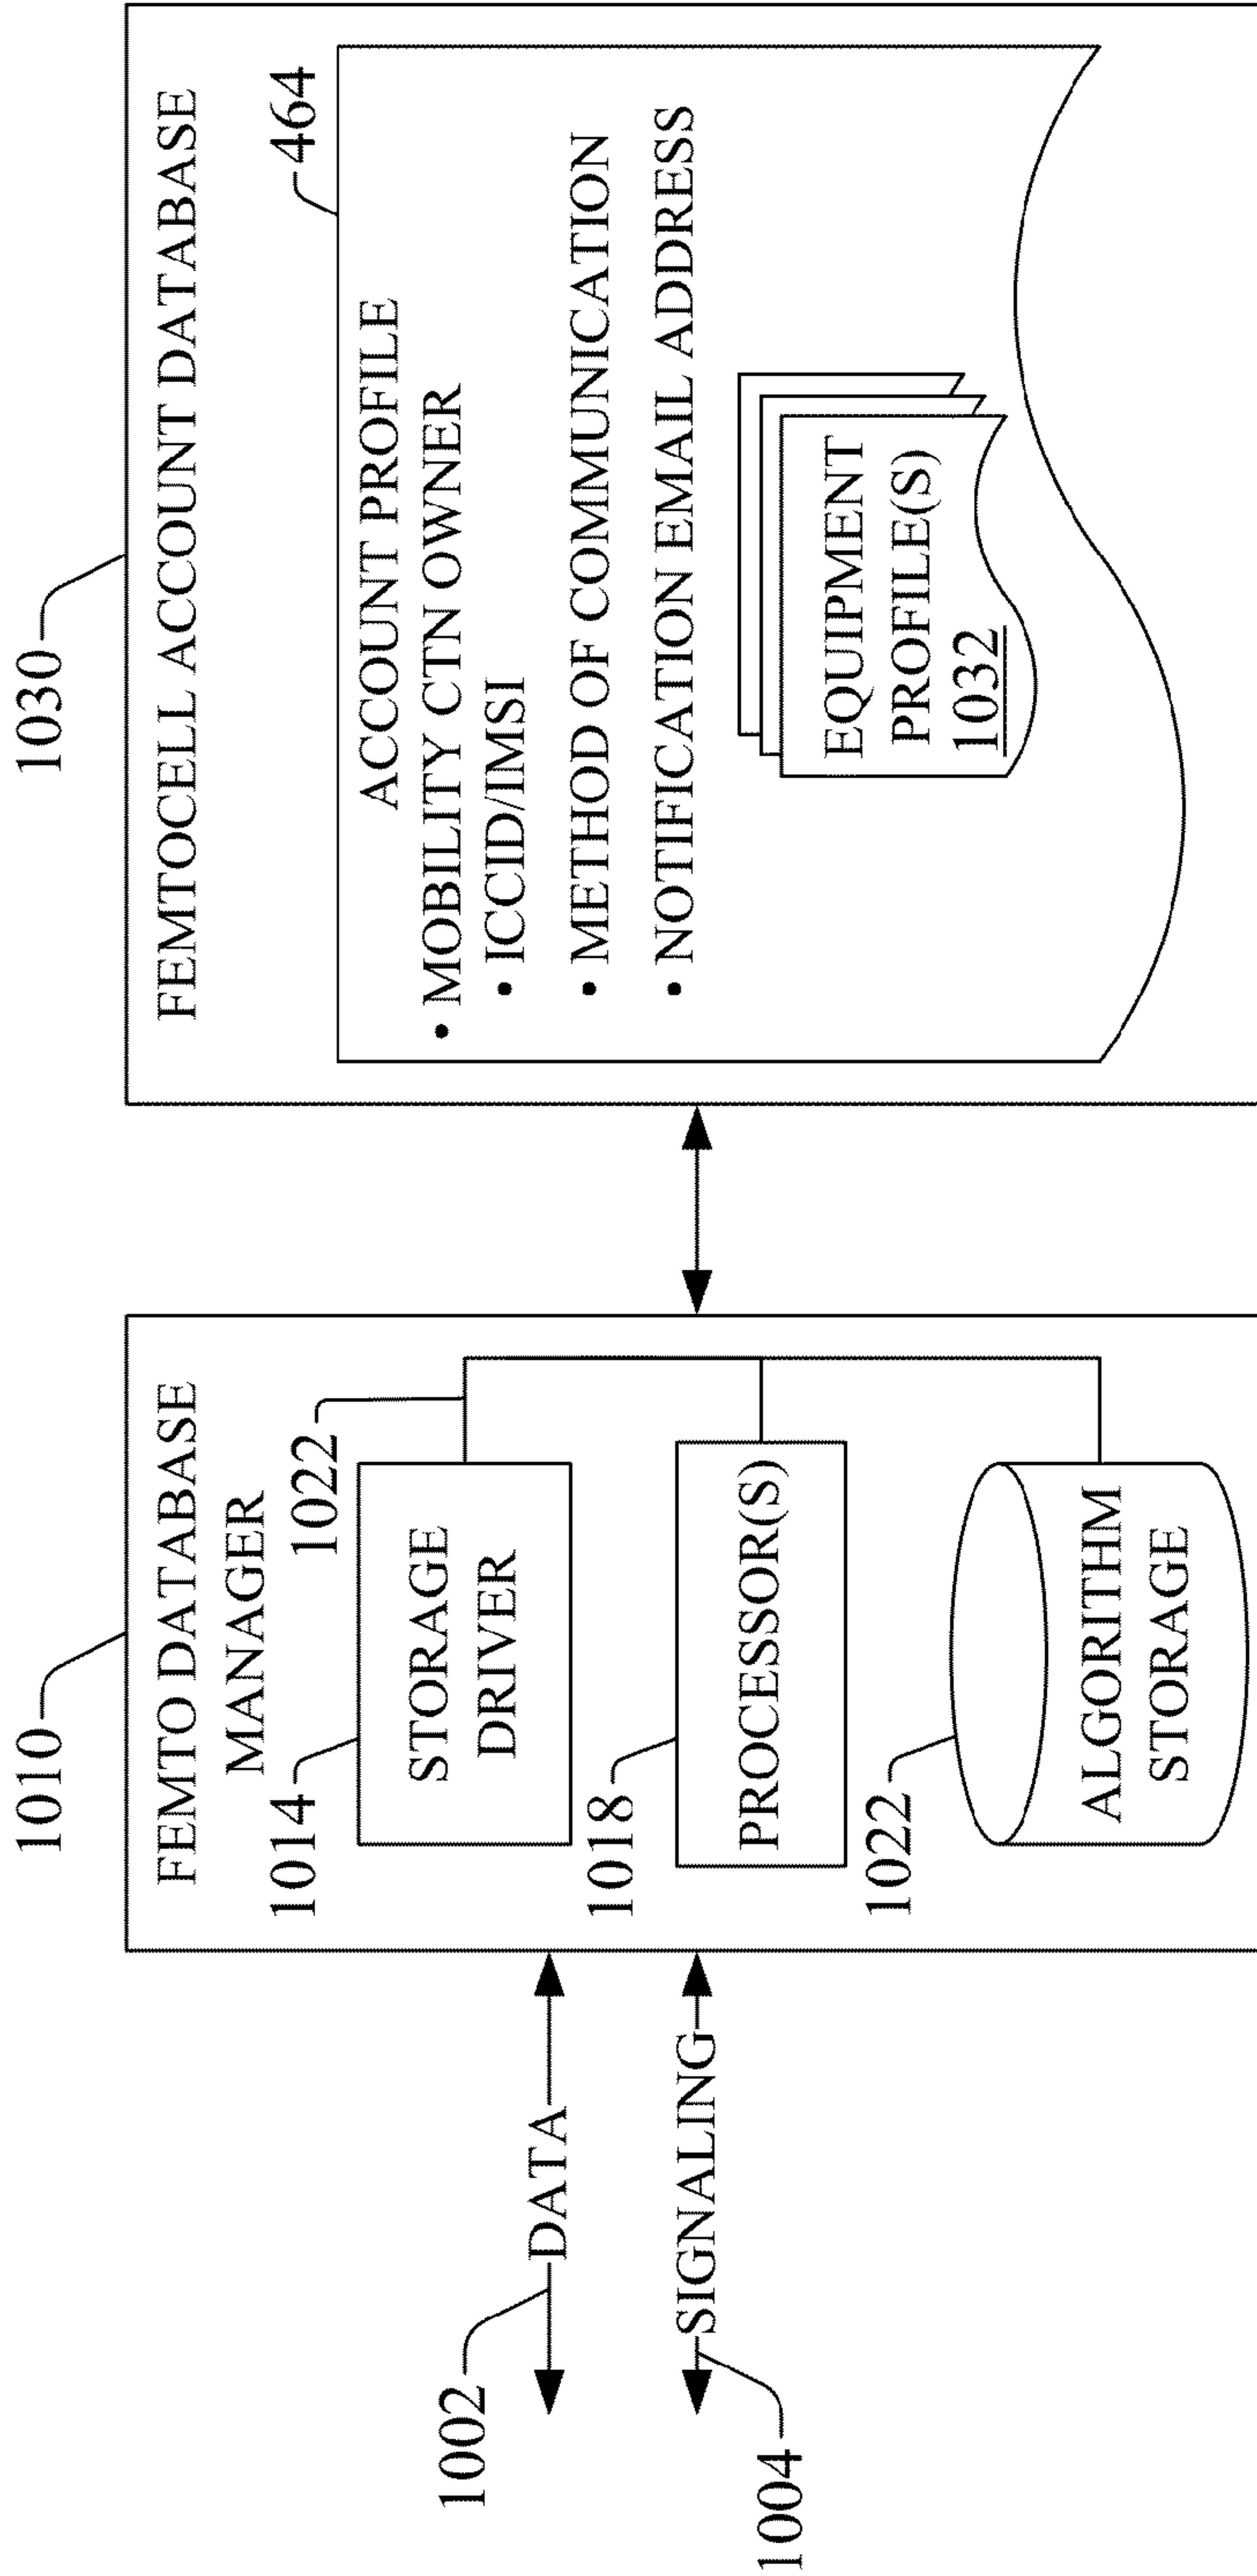 1010
FEMTO DATABASE
MANAGER
1014
STORAGE
DRIVER
1022
1018
PROCESSOR(S)
1022
ALGORITHM
STORAGE
1002
DATA
SIGNALING
1004
1030
FEMTOCELL ACCOUNT DATABASE
464
ACCOUNT PROFILE
• MOBILITY CTN OWNER
• ICCID/IMSI
• METHOD OF COMMUNICATION
• NOTIFICATION EMAIL ADDRESS
EQUIPMENT
PROFILE(S)
1032